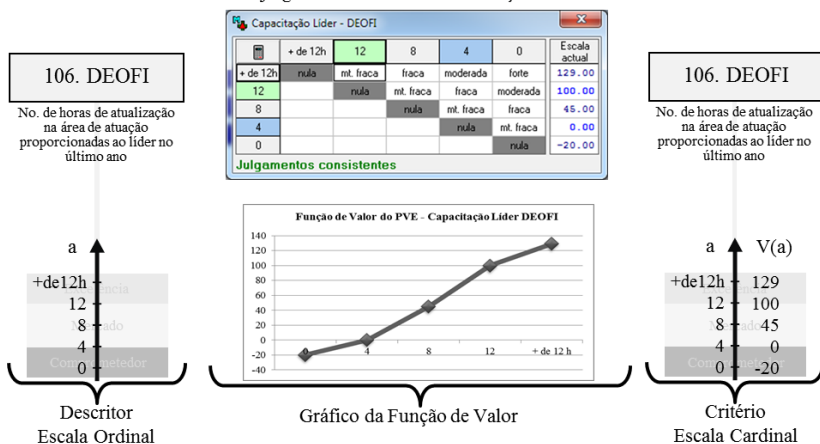 106. DEOFI
No. de horas de atualização
na área de atuação
proporcionadas ao líder no
último ano
a
+de12h
12
8
4
0
Comprometedor
Descritor
Escala Ordinal
Capacitação Líder - DEOFI
+ de 12h 12 8 4 0 Escala actual
+ de 12h nula mt. fraca fraca moderada forte 129.00
12 nula mt. fraca fraca moderada 100.00
8 nula mt. fraca fraca 45.00
4 nula mt. fraca 0.00
0 nula -20.00
Julgamentos consistentes
Função de Valor do PVE - Capacitação Líder DEOFI
140
120
100
80
60
40
20
0
-20
-40
0 4 8 12 + de 12 h
Gráfico da Função de Valor
106. DEOFI
No. de horas de atualização
na área de atuação
proporcionadas ao líder no
último ano
a V(a)
+de12h 129
12 100
8 45
4 0
0 -20
Critério
Escala Cardinal